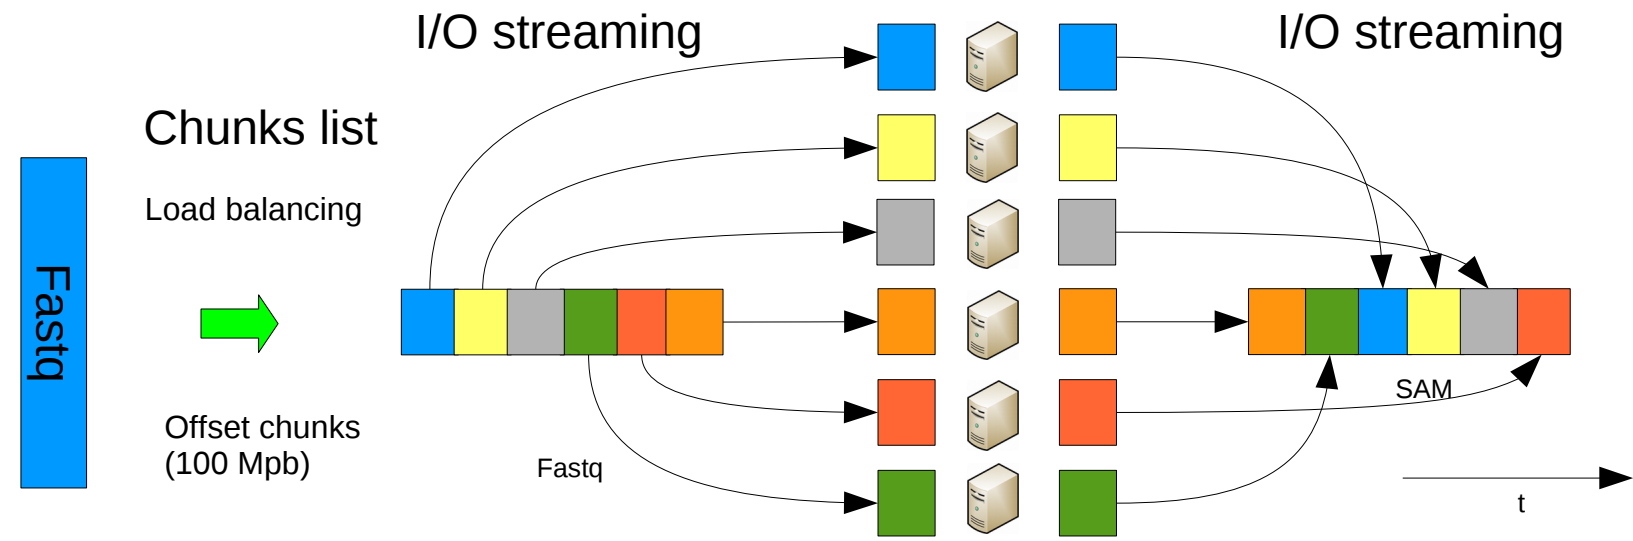 I/O streaming
I/O streaming
Chunks list
Load balancing
Fastq
Offset chunks
(100 Mpb)
Fastq
SAM
t